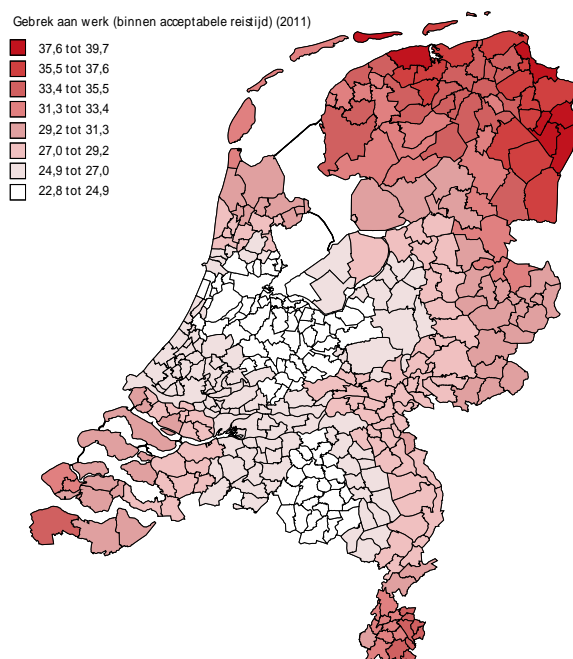 Gebrek aan werk (binnen acceptabele reistijd) (2011)
37,6 tot 39,7
35,5 tot 37,6
33,4 tot 35,5
31,3 tot 33,4
29,2 tot 31,3
27,0 tot 29,2
24,9 tot 27,0
22,8 tot 24,9